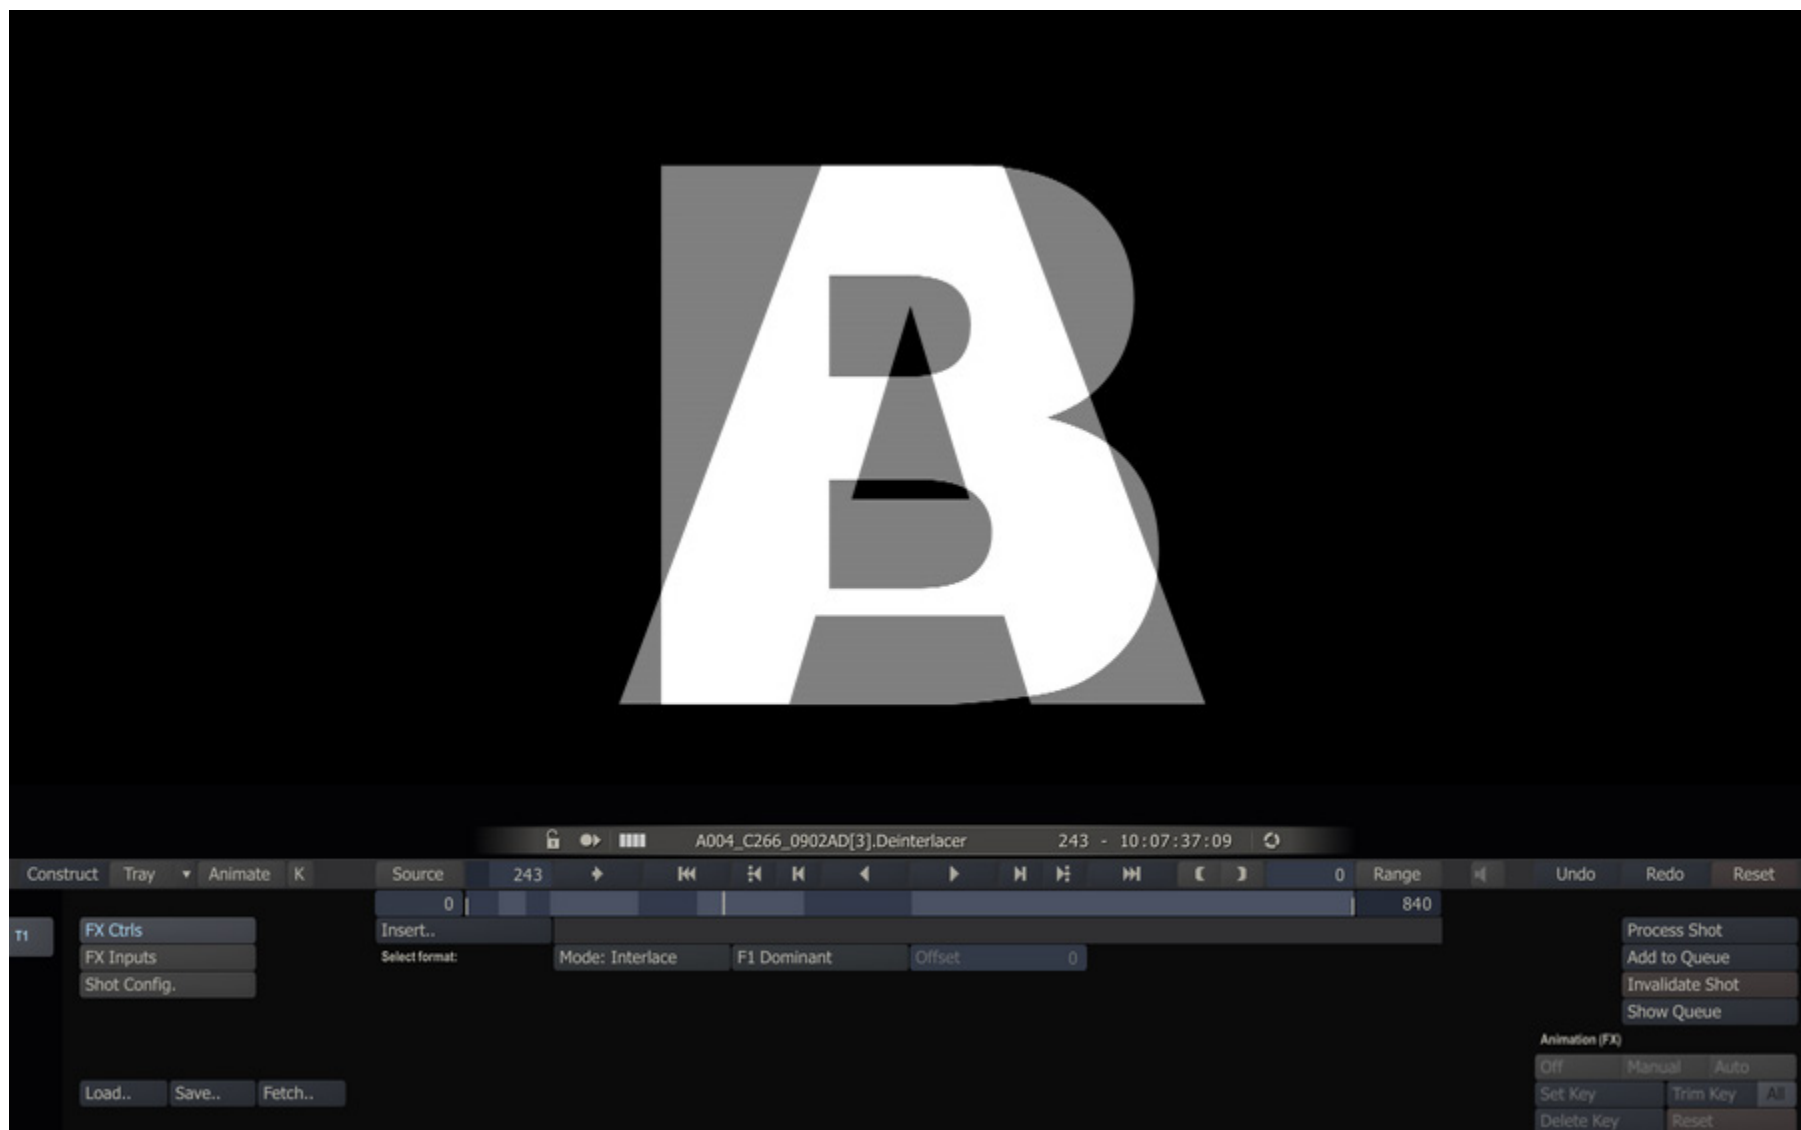 AB
A004_C266_0902AD[3].Deinterlacer 243 - 10:07:37:09
Construct Tray Animate K Source 243 0 Range Undo Redo Reset
0 840
T1 FX Ctrls Insert.. Process Shot
FX Inputs Select format: Mode: Interlace F1 Dominant Offset 0 Add to Queue
Shot Config. Invalidate Shot
Show Queue
Animation (FX)
Off Manual Auto
Load.. Save.. Fetch.. Set Key Trim Key All
Delete Key Reset